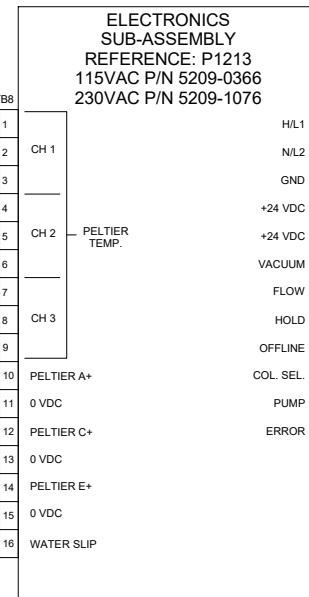 ELECTRONICS
SUB-ASSEMBLY
REFERENCE: P1213
115VAC P/N 5209-0366
230VAC P/N 5209-1076
TB8
1
2
3
4
5
6
7
8
9
10
11
12
13
14
15
16
CH 1
CH 2
CH 3
PELTIER
TEMP.
PELTIER A+
0 VDC
PELTIER C+
0 VDC
PELTIER E+
0 VDC
WATER SLIP
H/L1
N/L2
GND
+24 VDC
+24 VDC
VACUUM
FLOW
HOLD
OFFLINE
COL. SEL.
PUMP
ERROR